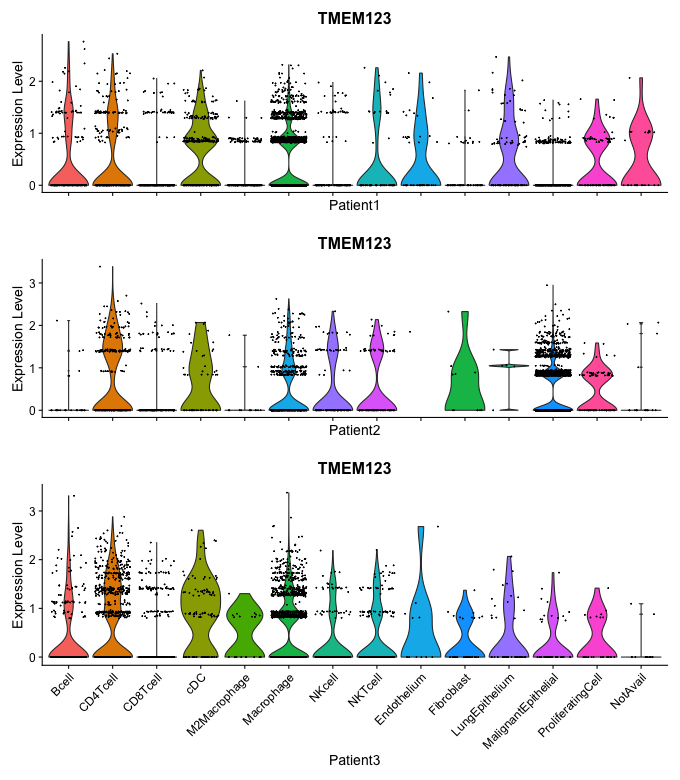 TMEM123
Expression Level
2
1
0
Patient1
TMEM123
Expression Level
3
2
1
0
Patient2
TMEM123
Expression Level
3
2
1
0
Bcell
CD4Tcell
CD8Tcell
cDC
M2Macrophage
Macrophage
NKcell
NKTcell
Endothelium
Fibroblast
LungEpithelium
MalignantEpithelial
ProliferatingCell
NotAvail
Patient3